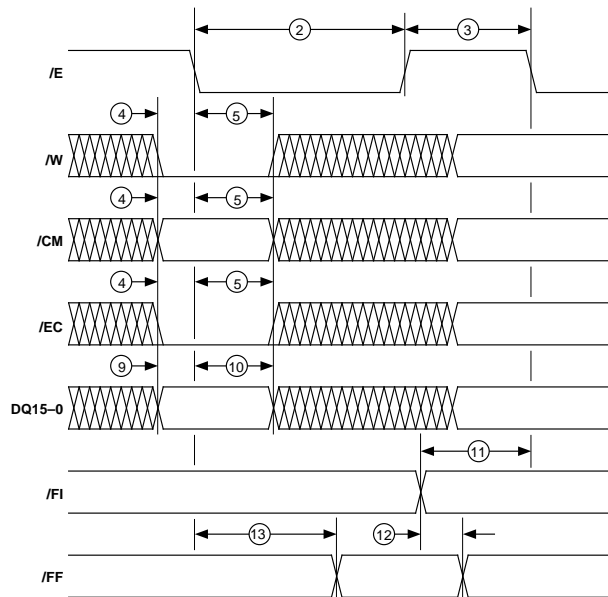 ② ③
/E
④ ⑤
/W
④ ⑤
/CM
④ ⑤
/EC
⑨ ⑩
DQ15–0
⑪
/FI
⑬ ⑫
/FF